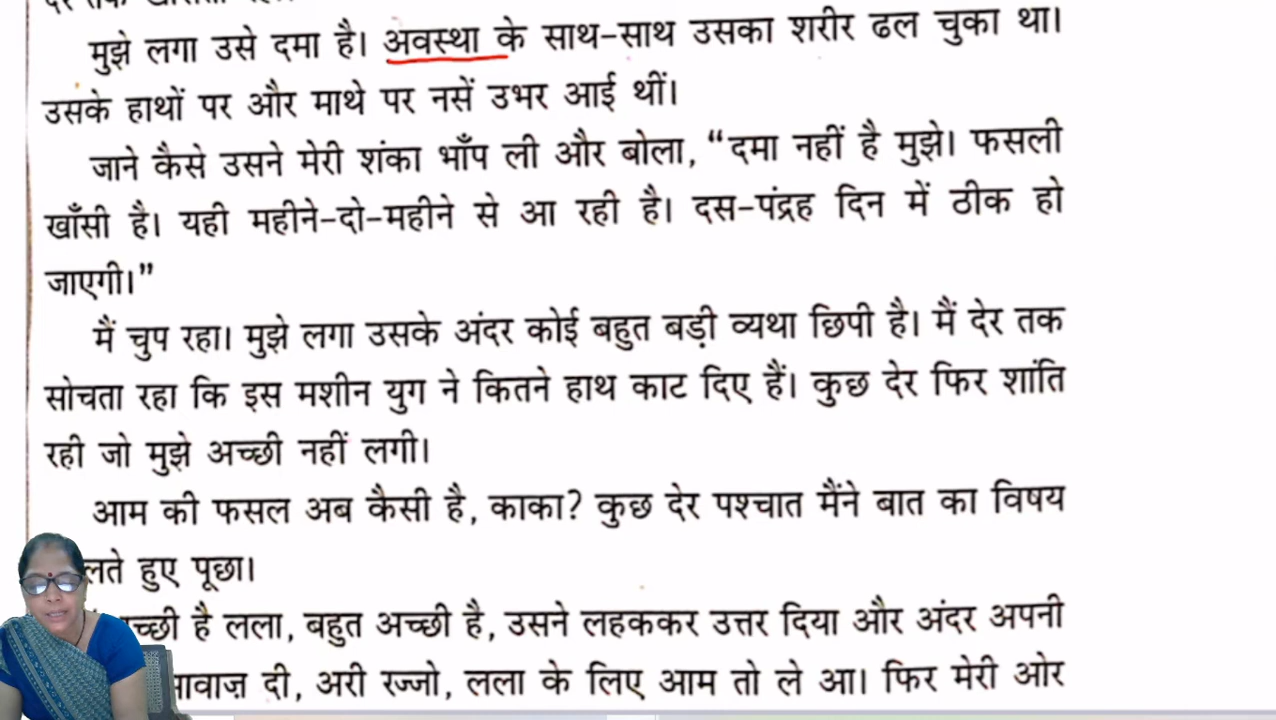 मुझे लगा उसे दमा है। अवस्था के साथ-साथ उसका शरीर ढल चुका था।
उसके हाथों पर और माथे पर नसें उभर आई थीं।
जाने कैसे उसने मेरी शंका भाँप ली और बोला, “दमा नहीं है मुझे। फसली
खाँसी है। यही महीने-दो-महीने से आ रही है। दस-पंद्रह दिन में ठीक हो
जाएगी।”
मैं चुप रहा। मुझे लगा उसके अंदर कोई बहुत बड़ी व्यथा छिपी है। मैं देर तक
सोचता रहा कि इस मशीन युग ने कितने हाथ काट दिए हैं। कुछ देर फिर शांति
रही जो मुझे अच्छी नहीं लगी।
आम की फसल अब कैसी है, काका? कुछ देर पश्चात मैंने बात का विषय
लते हुए पूछा।
च्छी है लला, बहुत अच्छी है, उसने लहककर उत्तर दिया और अंदर अपनी
दी, अरी रज्जो, लला के लिए आम तो ले आ। फिर मेरी ओर